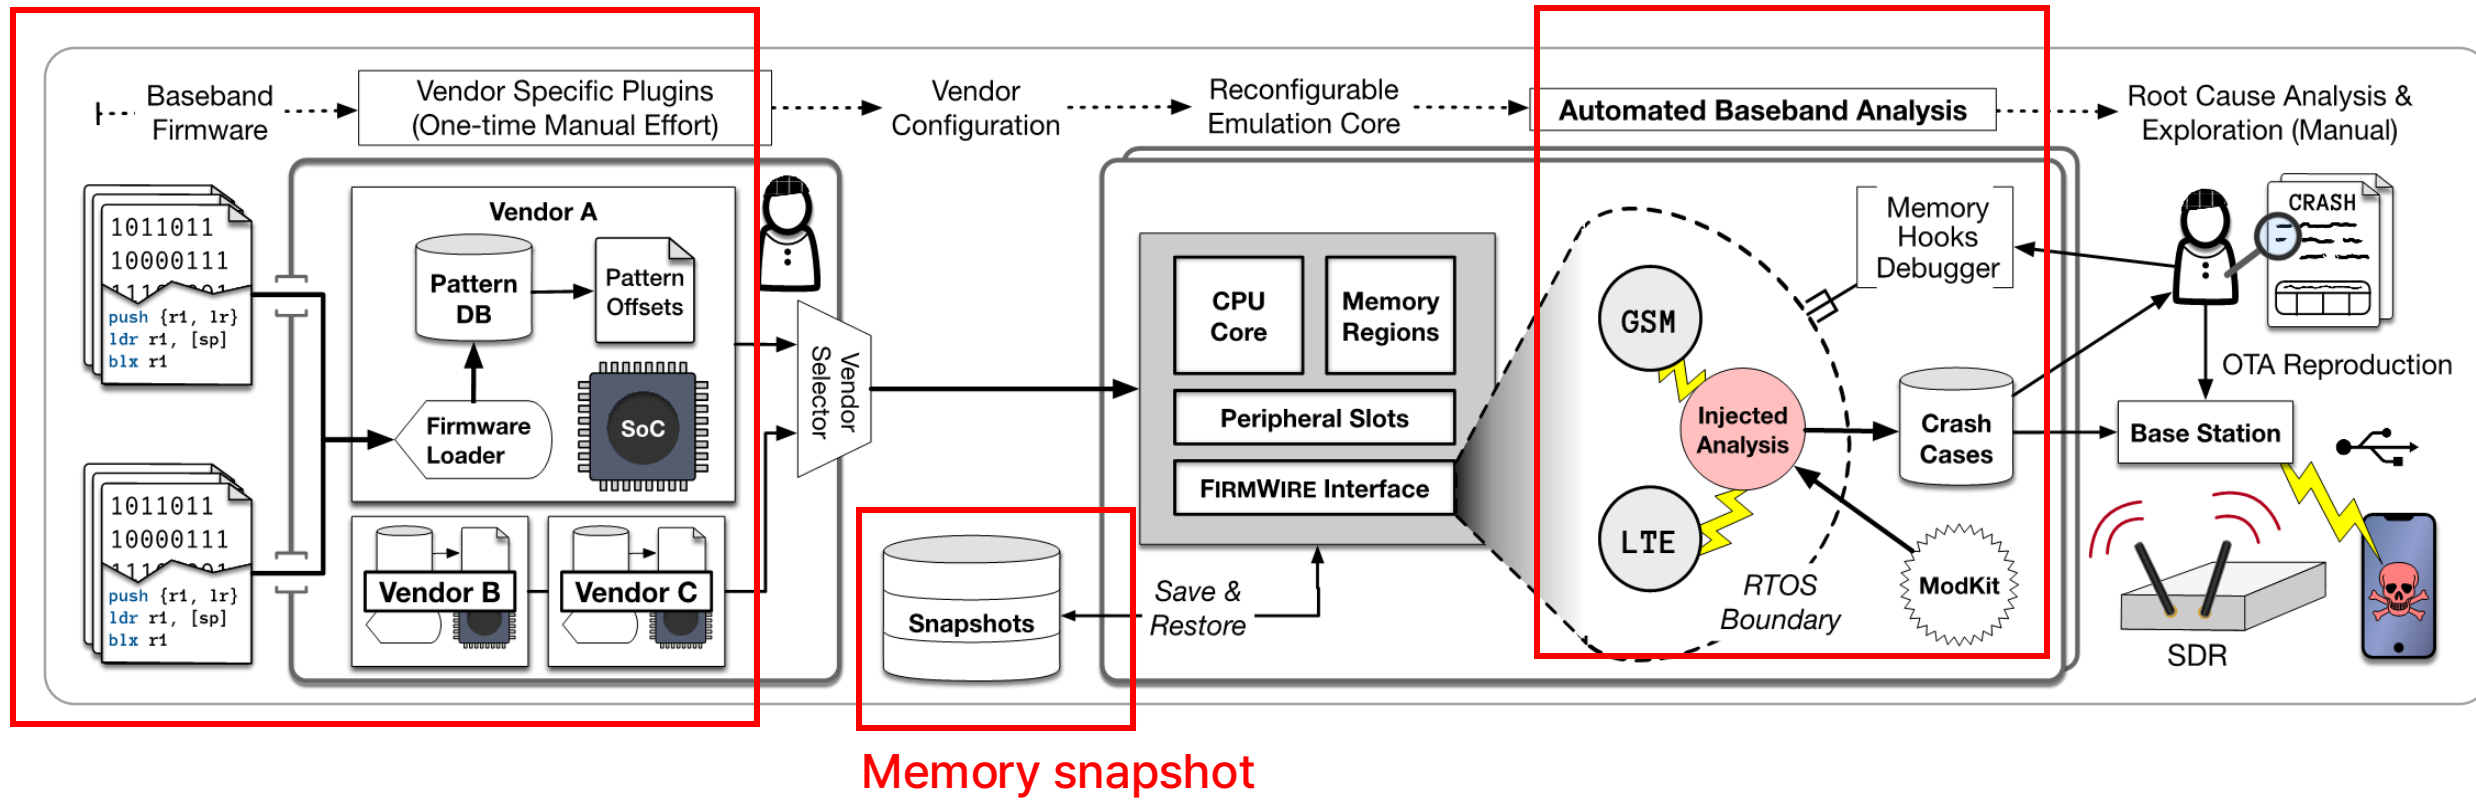 Baseband
Firmware
Vendor Specific Plugins
(One-time Manual Effort)
Vendor
Configuration
Reconfigurable
Emulation Core
Automated Baseband Analysis
Root Cause Analysis &
Exploration (Manual)
1011011
10000111
push {r1, lr}
ldr r1, [sp]
blx r1
1011011
10000111
push {r1, lr}
ldr r1, [sp]
blx r1
Vendor A
Pattern
DB
Pattern
Offsets
Firmware
Loader
SoC
Vendor B
Vendor C
Vendor
Selector
Snapshots
Save &
Restore
CPU
Core
Memory
Regions
Peripheral Slots
FIRMWIRE Interface
GSM
LTE
Injected
Analysis
RTOS
Boundary
Memory
Hooks
Debugger
Crash
Cases
ModKit
CRASH
OTA Reproduction
Base Station
SDR
Memory snapshot